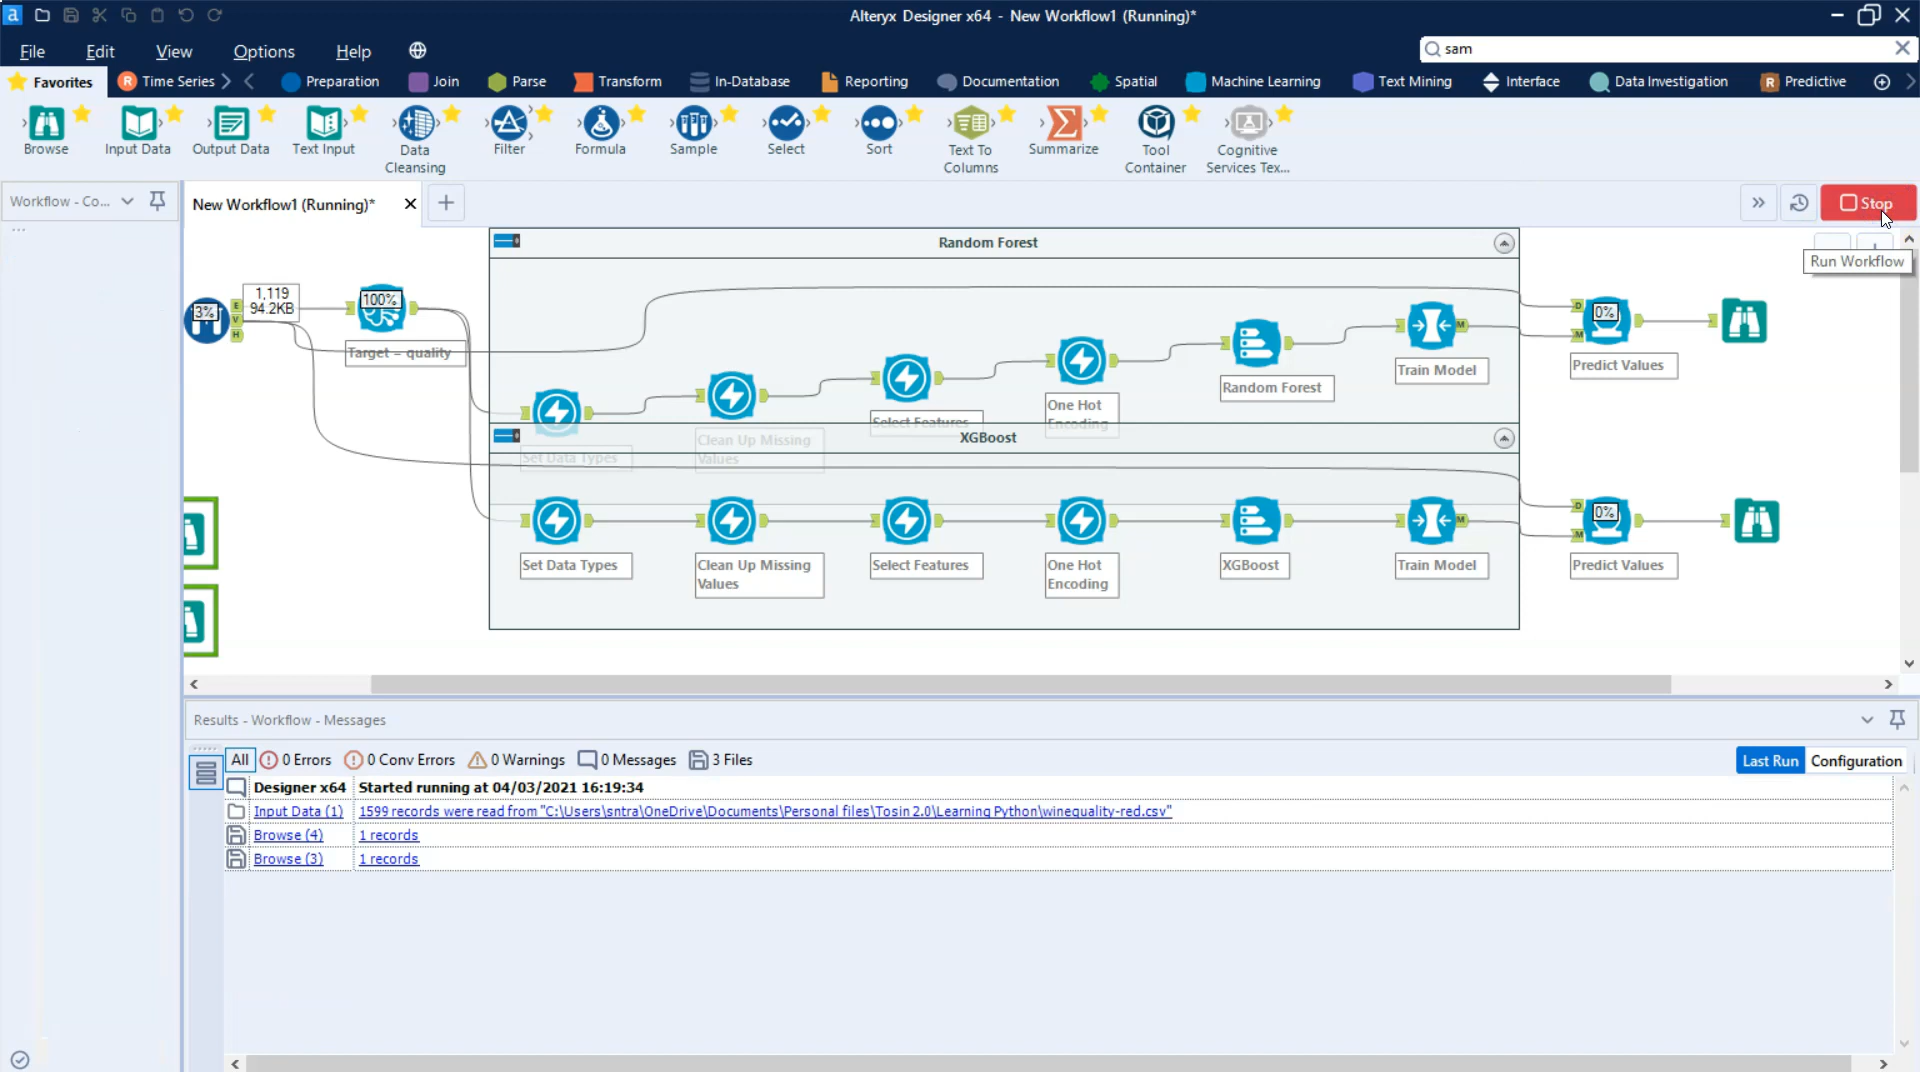 a
Alteryx Designer x64 - New Workflow1 (Running)*
File Edit View Options Help
sam
Favorites
R Time Series
Preparation
Join
Parse
Transform
In-Database
Reporting
Documentation
Spatial
Machine Learning
Text Mining
Interface
Data Investigation
R Predictive
Browse
Input Data
Output Data
Text Input
Data
Cleansing
Filter
Formula
Sample
Select
Sort
Text To
Columns
Summarize
Tool
Container
Cognitive
Services Tex...
Workflow - Co...
New Workflow1 (Running)*
Stop
Run Workflow
Random Forest
3%
E
V
H
1,119
94.2KB
100%
Target – quality
Set Data Types
Clean Up Missing
Values
Select Features
One Hot
Encoding
Random Forest
M
Train Model
D
M
0%
Predict Values
XGBoost
Set Data Types
Clean Up Missing
Values
Select Features
One Hot
Encoding
XGBoost
M
Train Model
D
M
0%
Predict Values
Results - Workflow - Messages
All 0 Errors 0 Conv Errors 0 Warnings 0 Messages 3 Files
Last Run Configuration
Designer x64 Started running at 04/03/2021 16:19:34
Input Data (1) 1599 records were read from "C:\Users\sntra\OneDrive\Documents\Personal files\Tosin 2.0\Learning Python\winequality-red.csv"
Browse (4) 1 records
Browse (3) 1 records